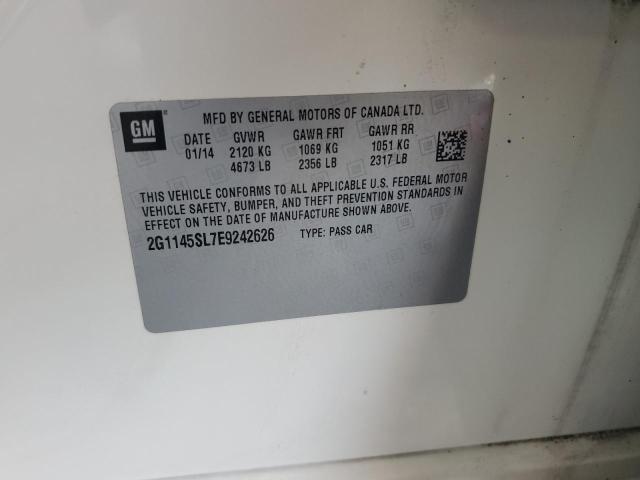 MFD BY GENERAL MOTORS OF CANADA LTD.
GM
DATE GVWR GAWR FRT GAWR RR
01/14 2120 KG 1069 KG 1051 KG
4673 LB 2356 LB 2317 LB
THIS VEHICLE CONFORMS TO ALL APPLICABLE U.S. FEDERAL MOTOR
VEHICLE SAFETY, BUMPER, AND THEFT PREVENTION STANDARDS IN
EFFECT ON THE DATE OF MANUFACTURE SHOWN ABOVE.
2G1145SL7E9242626 TYPE: PASS CAR